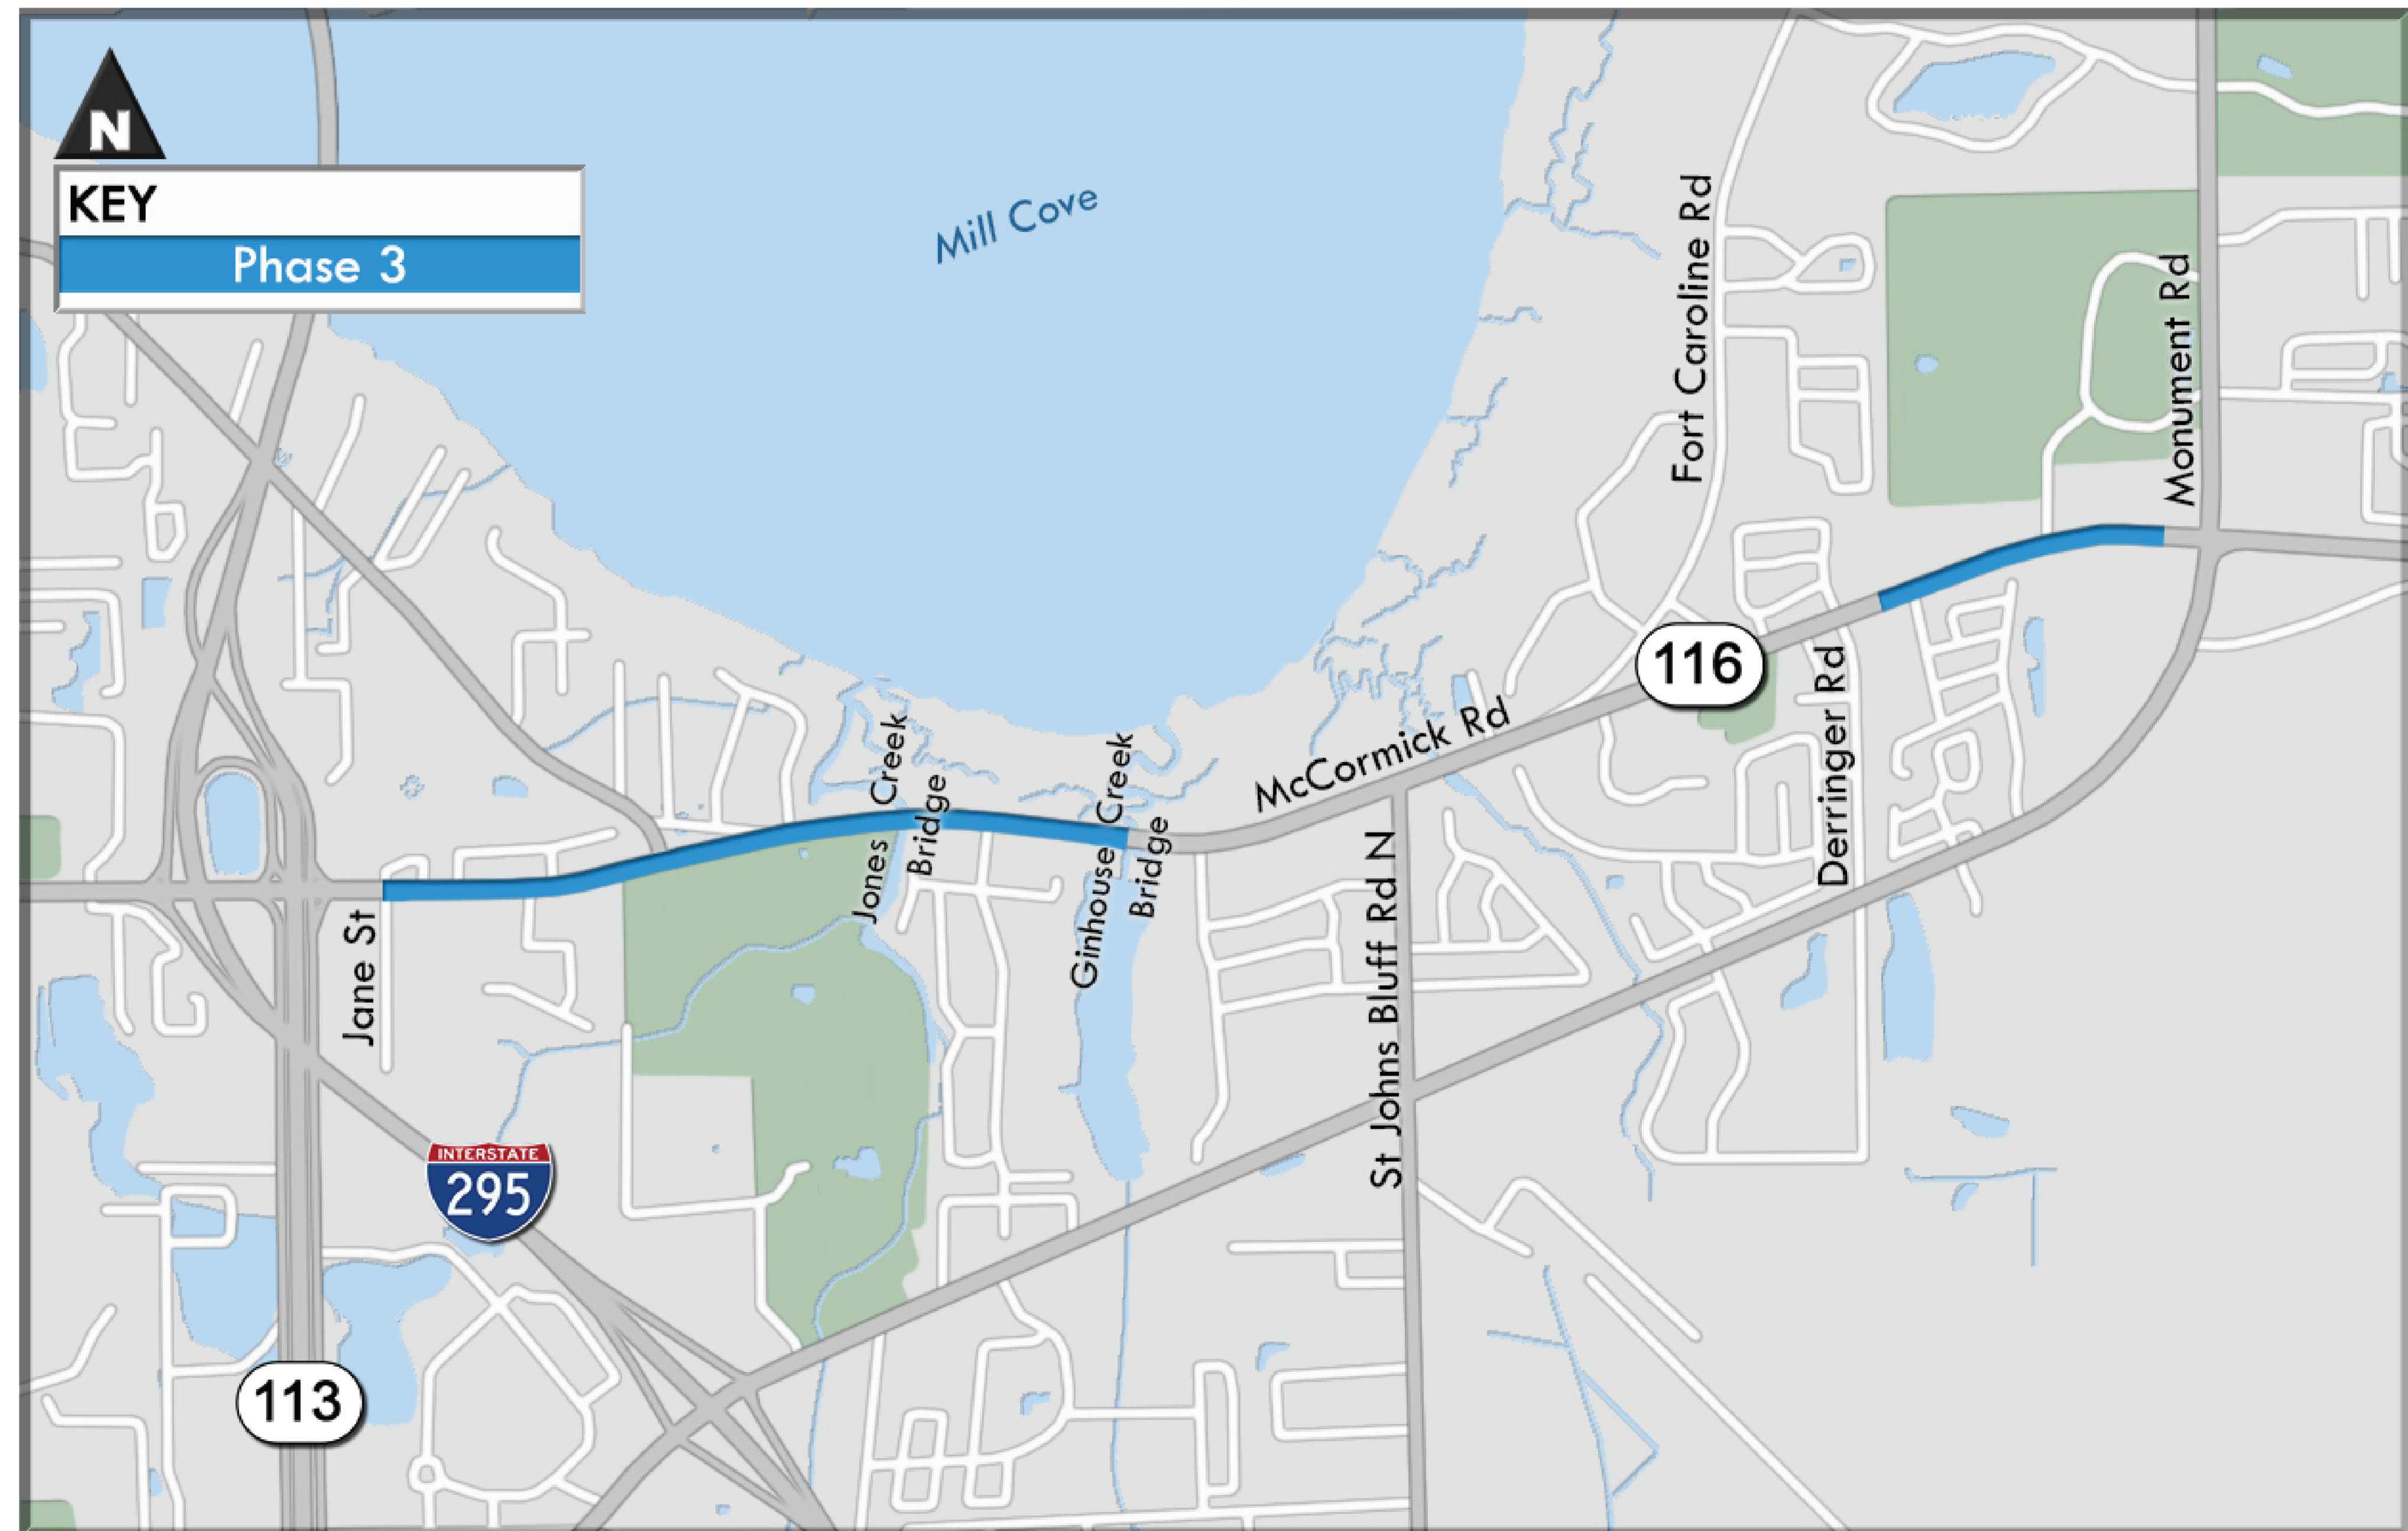 N
KEY
Phase 3
Mill Cove
Fort Caroline Rd
Monument Rd
116
McCormick Rd
Derringer Rd
Jones Creek
Bridge
Ginhouse Creek
Bridge
St Johns Bluff Rd N
Jane St
INTERSTATE
295
113